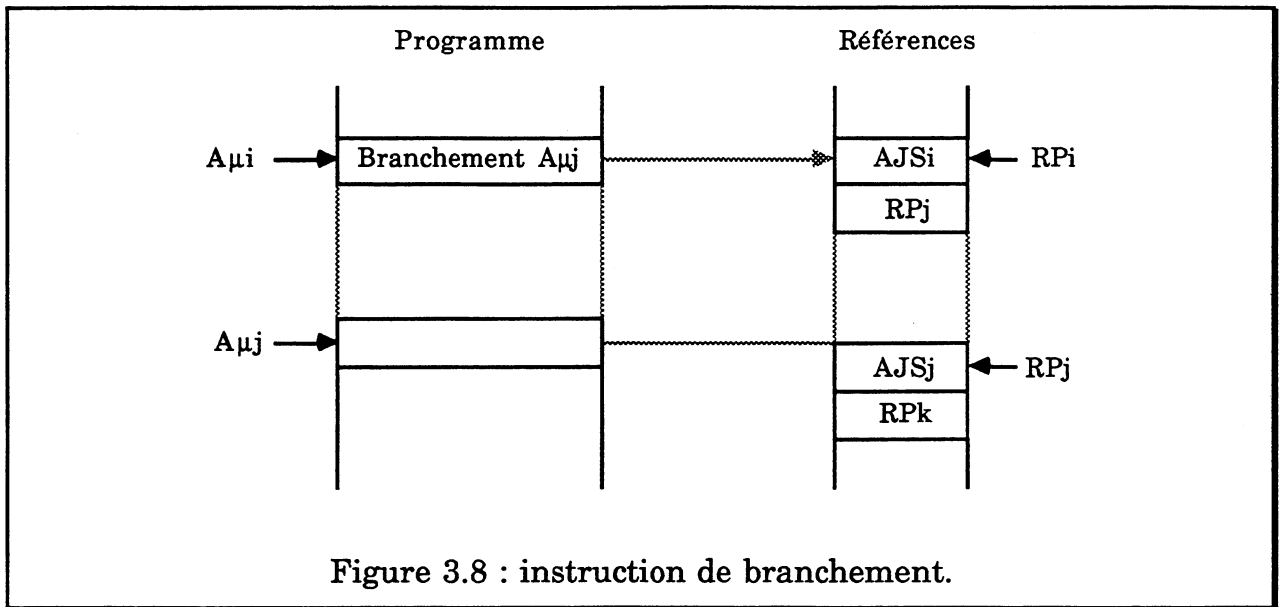 Programme Références
Aµi Branchement Aµj AJSi RPi
RPj
Aµj
AJSj RPj
RPk
Figure 3.8 : instruction de branchement.